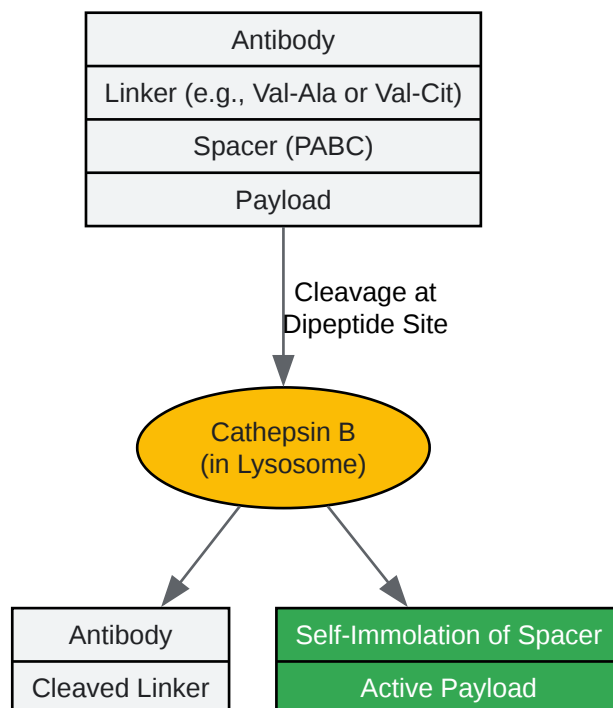 Antibody
Linker (e.g., Val-Ala or Val-Cit)
Spacer (PABC)
Payload
Cleavage at
Dipeptide Site
Cathepsin B
(in Lysosome)
Antibody
Cleaved Linker
Self-Immolation of Spacer
Active Payload